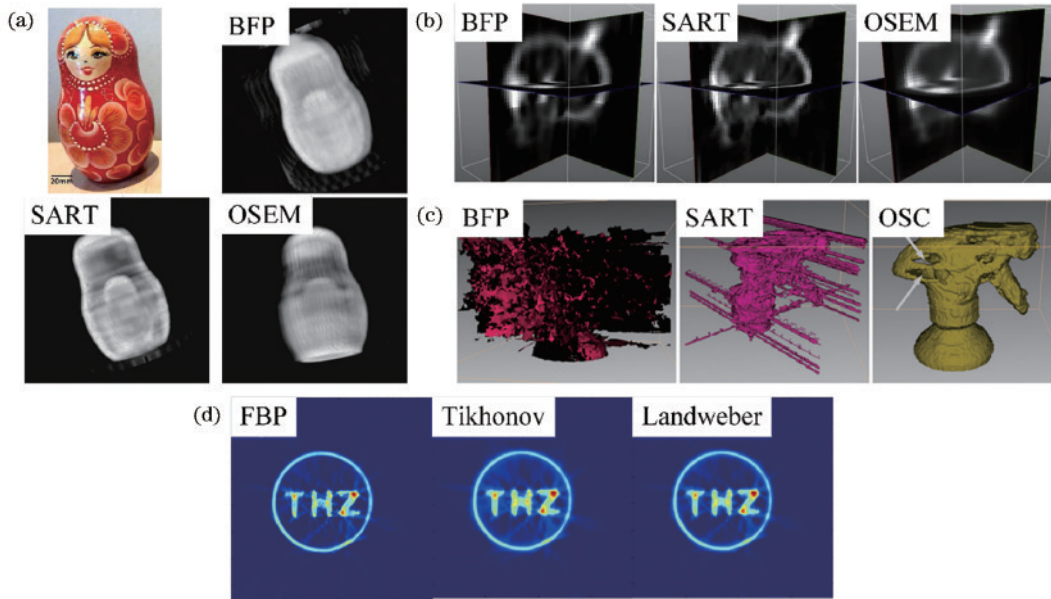 (a)
20mm
BFP
SART
OSEM
(b)
BFP
SART
OSEM
(c)
BFP
SART
OSC
(d)
FBP
Tikhonov
Landweber
THZ
THZ
THZ